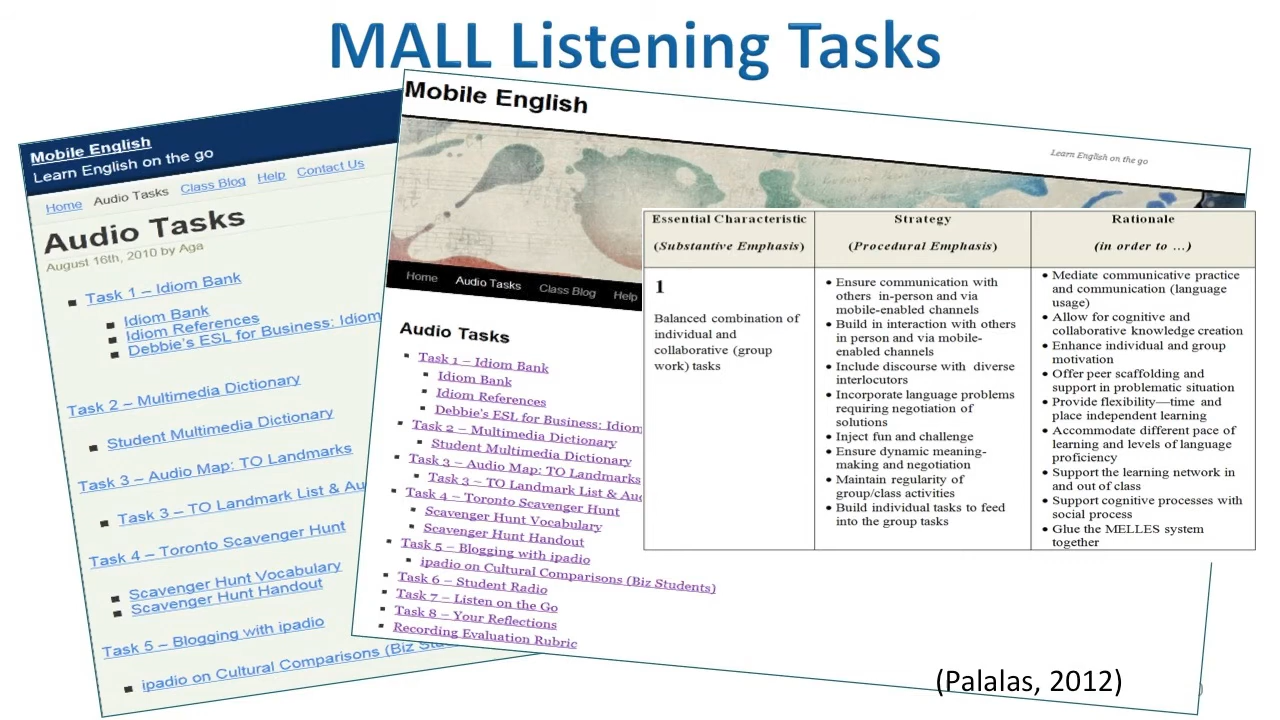 MALL Listening Tasks
Mobile English
Learn English on the go
Home Audio Tasks Class Blog Help Contact Us
Audio Tasks
August 16th, 2010 by Aga
Task 1 – Idiom Bank
Idiom Bank
Idiom References
Debbie's ESL for Business: Idiom
Task 2 – Multimedia Dictionary
Student Multimedia Dictionary
Task 3 – Audio Map: TO Landmarks
Task 3 – TO Landmark List & Au
Task 4 – Toronto Scavenger Hunt
Scavenger Hunt Vocabulary
Scavenger Hunt Handout
Task 5 – Blogging with ipadio
ipadio on Cultural Comparisons (Biz Stu
Mobile English
Learn English on the go
Home Audio Tasks Class Blog Help
Audio Tasks
Task 1 – Idiom Bank
Idiom Bank
Idiom References
Debbie's ESL for Business: Idiom
Task 2 – Multimedia Dictionary
Student Multimedia Dictionary
Task 3 – Audio Map: TO Landmarks
Task 3 – TO Landmark List & Au
Task 4 – Toronto Scavenger Hunt
Scavenger Hunt Vocabulary
Scavenger Hunt Handout
Task 5 – Blogging with ipadio
ipadio on Cultural Comparisons (Biz Students)
Task 6 – Student Radio
Task 7 – Listen on the Go
Task 8 – Your Reflections
Recording Evaluation Rubric
Essential Characteristic
(Substantive Emphasis)
Strategy
(Procedural Emphasis)
Rationale
(in order to ...)
1
Balanced combination of
individual and
collaborative (group
work) tasks
• Ensure communication with
others in-person and via
mobile-enabled channels
• Build in interaction with others
in person and via mobile-
enabled channels
• Include discourse with diverse
interlocutors
• Incorporate language problems
requiring negotiation of
solutions
• Inject fun and challenge
• Ensure dynamic meaning-
making and negotiation
• Maintain regularity of
group/class activities
• Build individual tasks to feed
into the group tasks
• Mediate communicative practice
and communication (language
usage)
• Allow for cognitive and
collaborative knowledge creation
• Enhance individual and group
motivation
• Offer peer scaffolding and
support in problematic situation
• Provide flexibility—time and
place independent learning
• Accommodate different pace of
learning and levels of language
proficiency
• Support the learning network in
and out of class
• Support cognitive processes with
social process
• Glue the MELLES system
together
(Palalas, 2012)